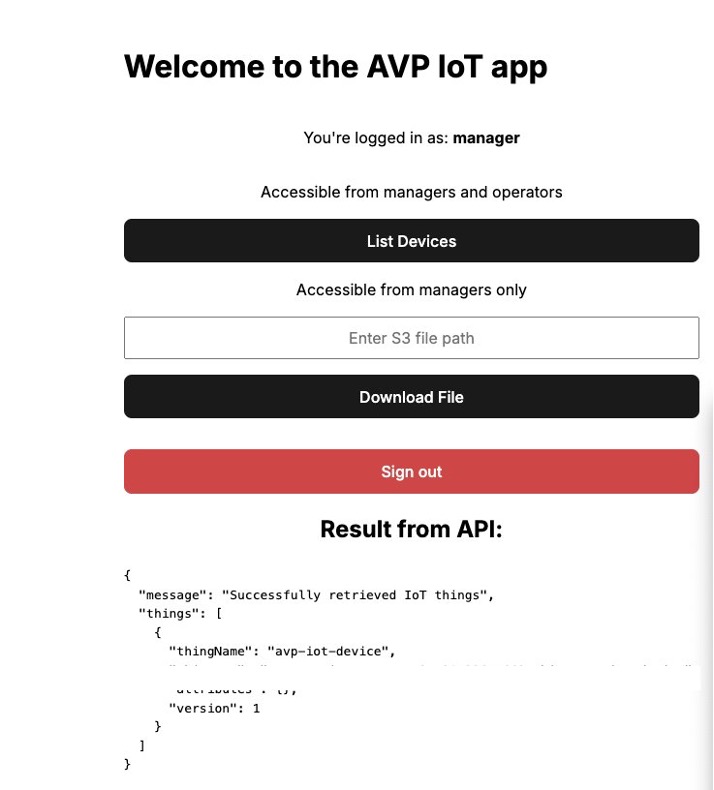 Welcome to the AVP IoT app
You're logged in as: manager
Accessible from managers and operators
List Devices
Accessible from managers only
Enter S3 file path
Download File
Sign out
Result from API:
{
"message": "Successfully retrieved IoT things",
"things": [
{
"thingName": "avp-iot-device",
"attributes": {},
"version": 1
}
]
}